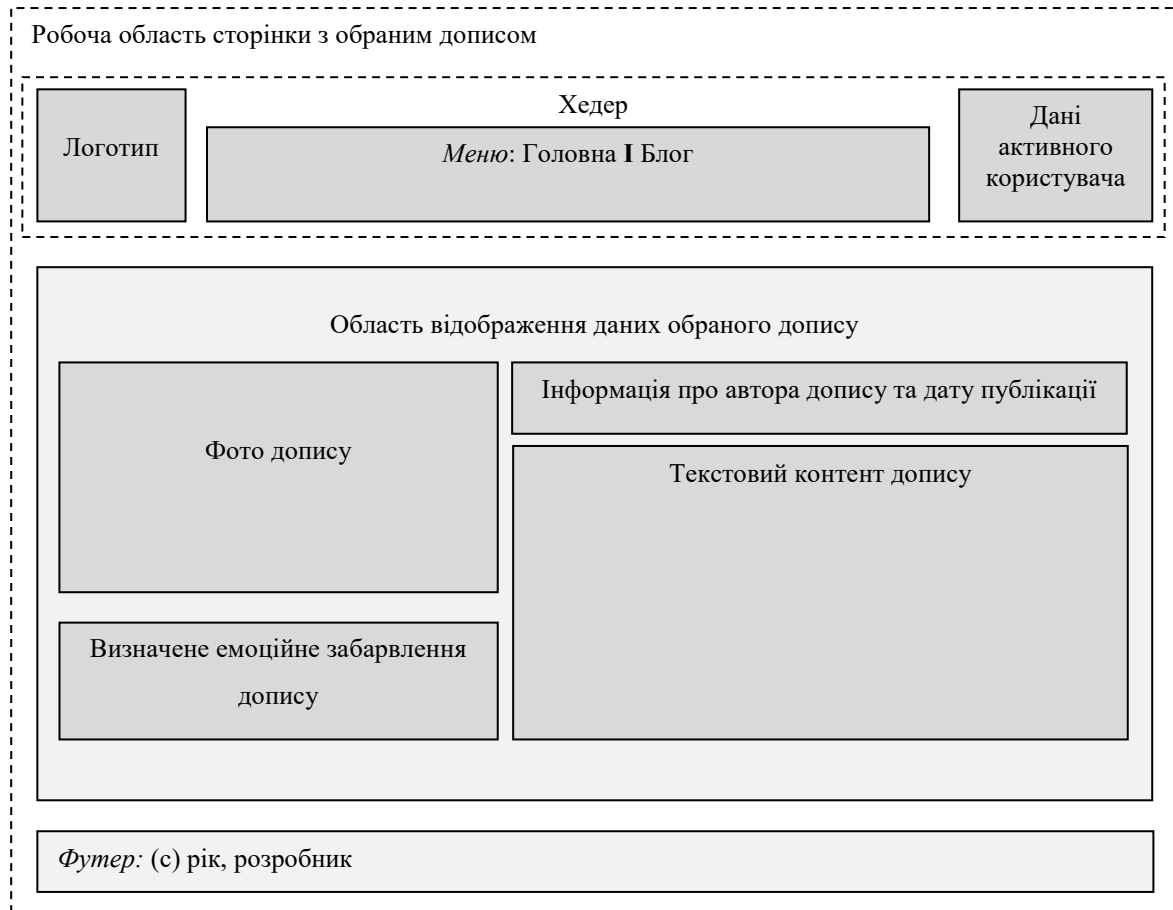 Робоча область сторінки з обраним дописом
Логотип
Хедер
Меню: Головна I Блог
Дані
активного
користувача
Область відображення даних обраного допису
Фото допису
Інформація про автора допису та дату публікації
Текстовий контент допису
Визначене емоційне забарвлення
допису
Футер: (с) рік, розробник